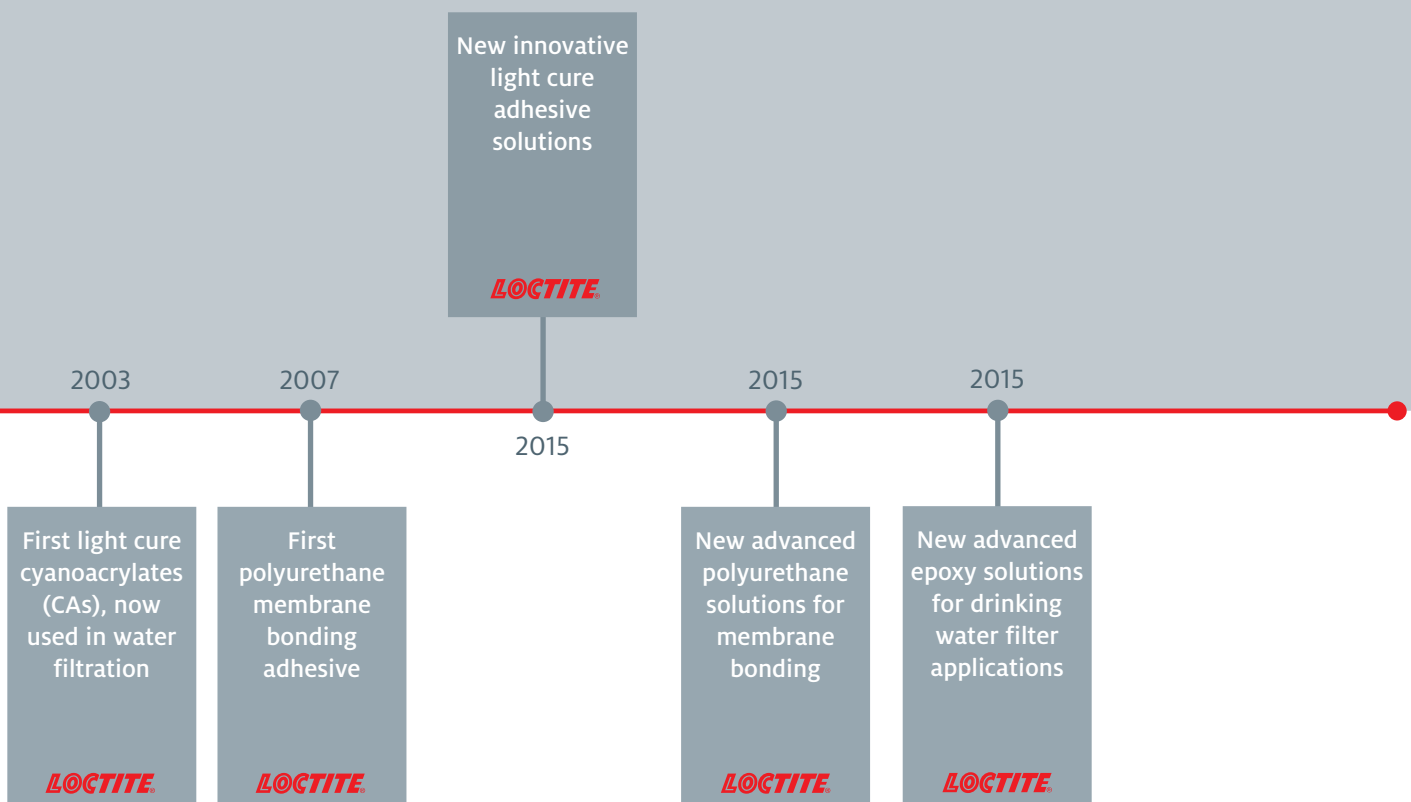 New innovative
light cure
adhesive
solutions
LOCTITE®
2003
2007
2015
2015
2015
First light cure
cyanoacrylates
(CAs), now
used in water
filtration
LOCTITE®
First
polyurethane
membrane
bonding
adhesive
LOCTITE®
New advanced
polyurethane
solutions for
membrane
bonding
LOCTITE®
New advanced
epoxy solutions
for drinking
water filter
applications
LOCTITE®